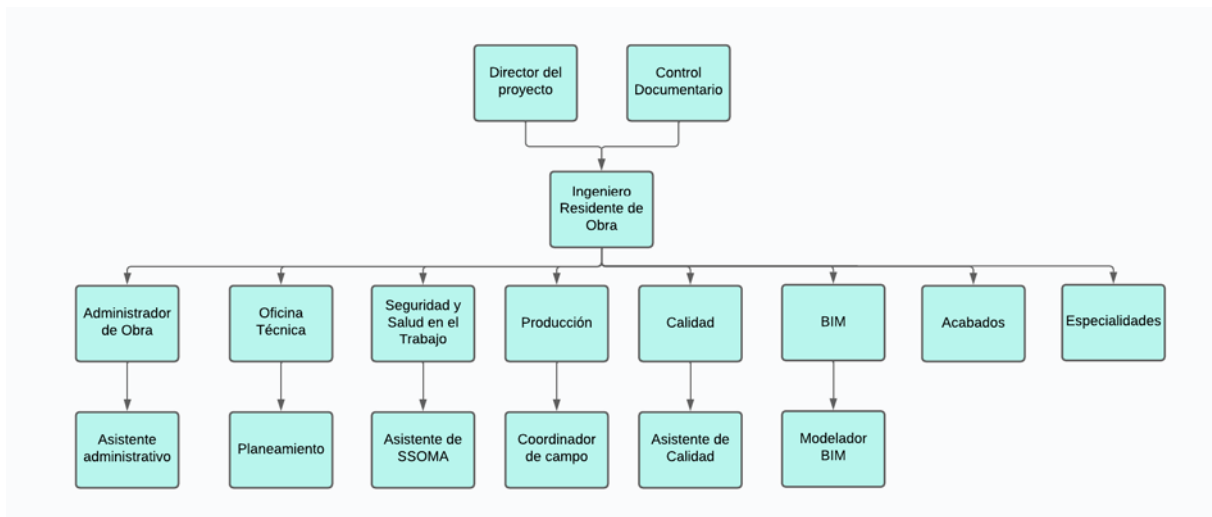 Director del
proyecto
Control
Documentario
Ingeniero
Residente de
Obra
Administrador
de Obra
Oficina
Técnica
Seguridad y
Salud en el
Trabajo
Producción
Calidad
BIM
Acabados
Especialidades
Asistente
administrativo
Planeamiento
Asistente de
SSOMA
Coordinador
de campo
Asistente de
Calidad
Modelador
BIM